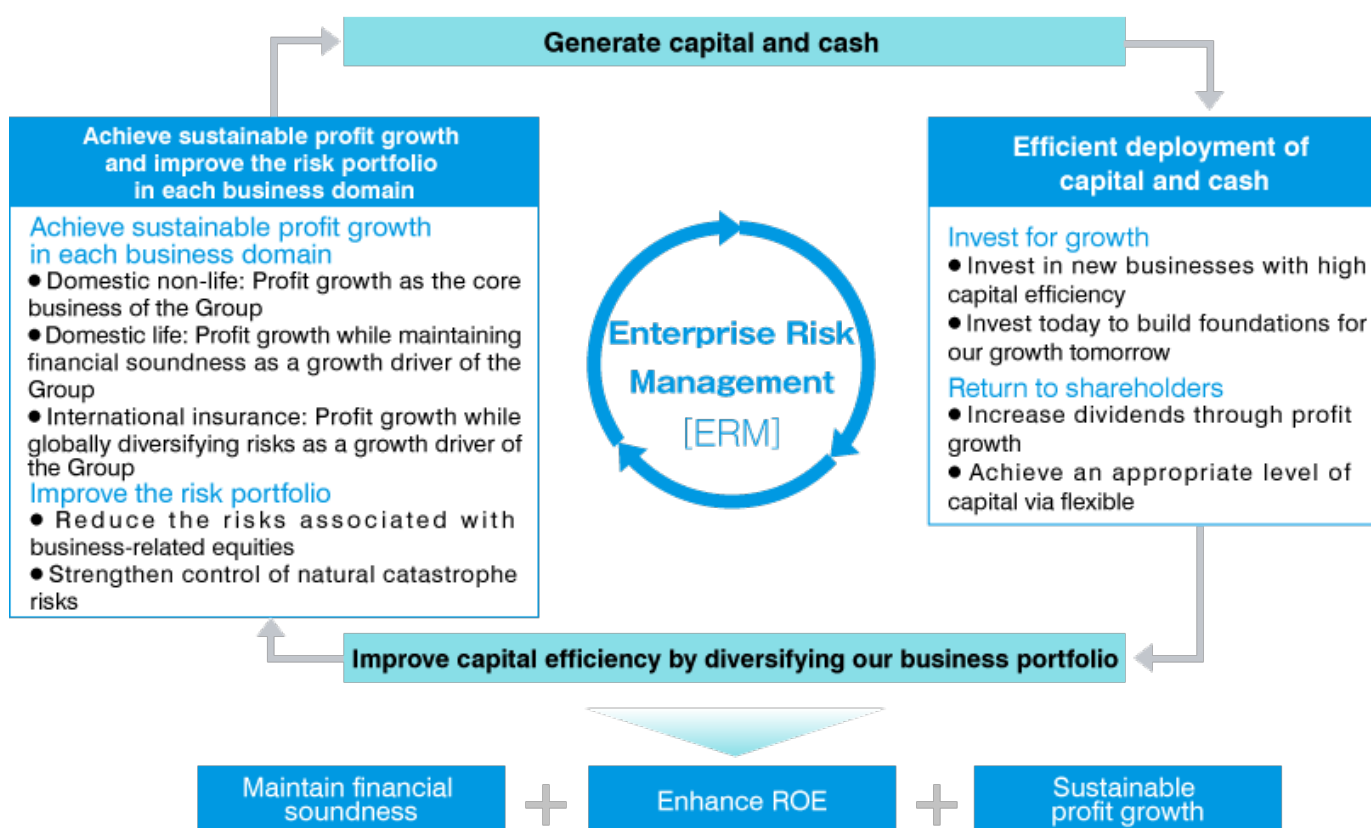 Generate capital and cash
Achieve sustainable profit growth
and improve the risk portfolio
in each business domain
Achieve sustainable profit growth
in each business domain
● Domestic non-life: Profit growth as the core
business of the Group
● Domestic life: Profit growth while maintaining
financial soundness as a growth driver of the
Group
● International insurance: Profit growth while
globally diversifying risks as a growth driver of
the Group
Improve the risk portfolio
● Reduce the risks associated with
business-related equities
● Strengthen control of natural catastrophe
risks
Enterprise Risk
Management
[ERM]
Efficient deployment of
capital and cash
Invest for growth
● Invest in new businesses with high
capital efficiency
● Invest today to build foundations for
our growth tomorrow
Return to shareholders
● Increase dividends through profit
growth
● Achieve an appropriate level of
capital via flexible
Improve capital efficiency by diversifying our business portfolio
Maintain financial
soundness
+
Enhance ROE
+
Sustainable
profit growth